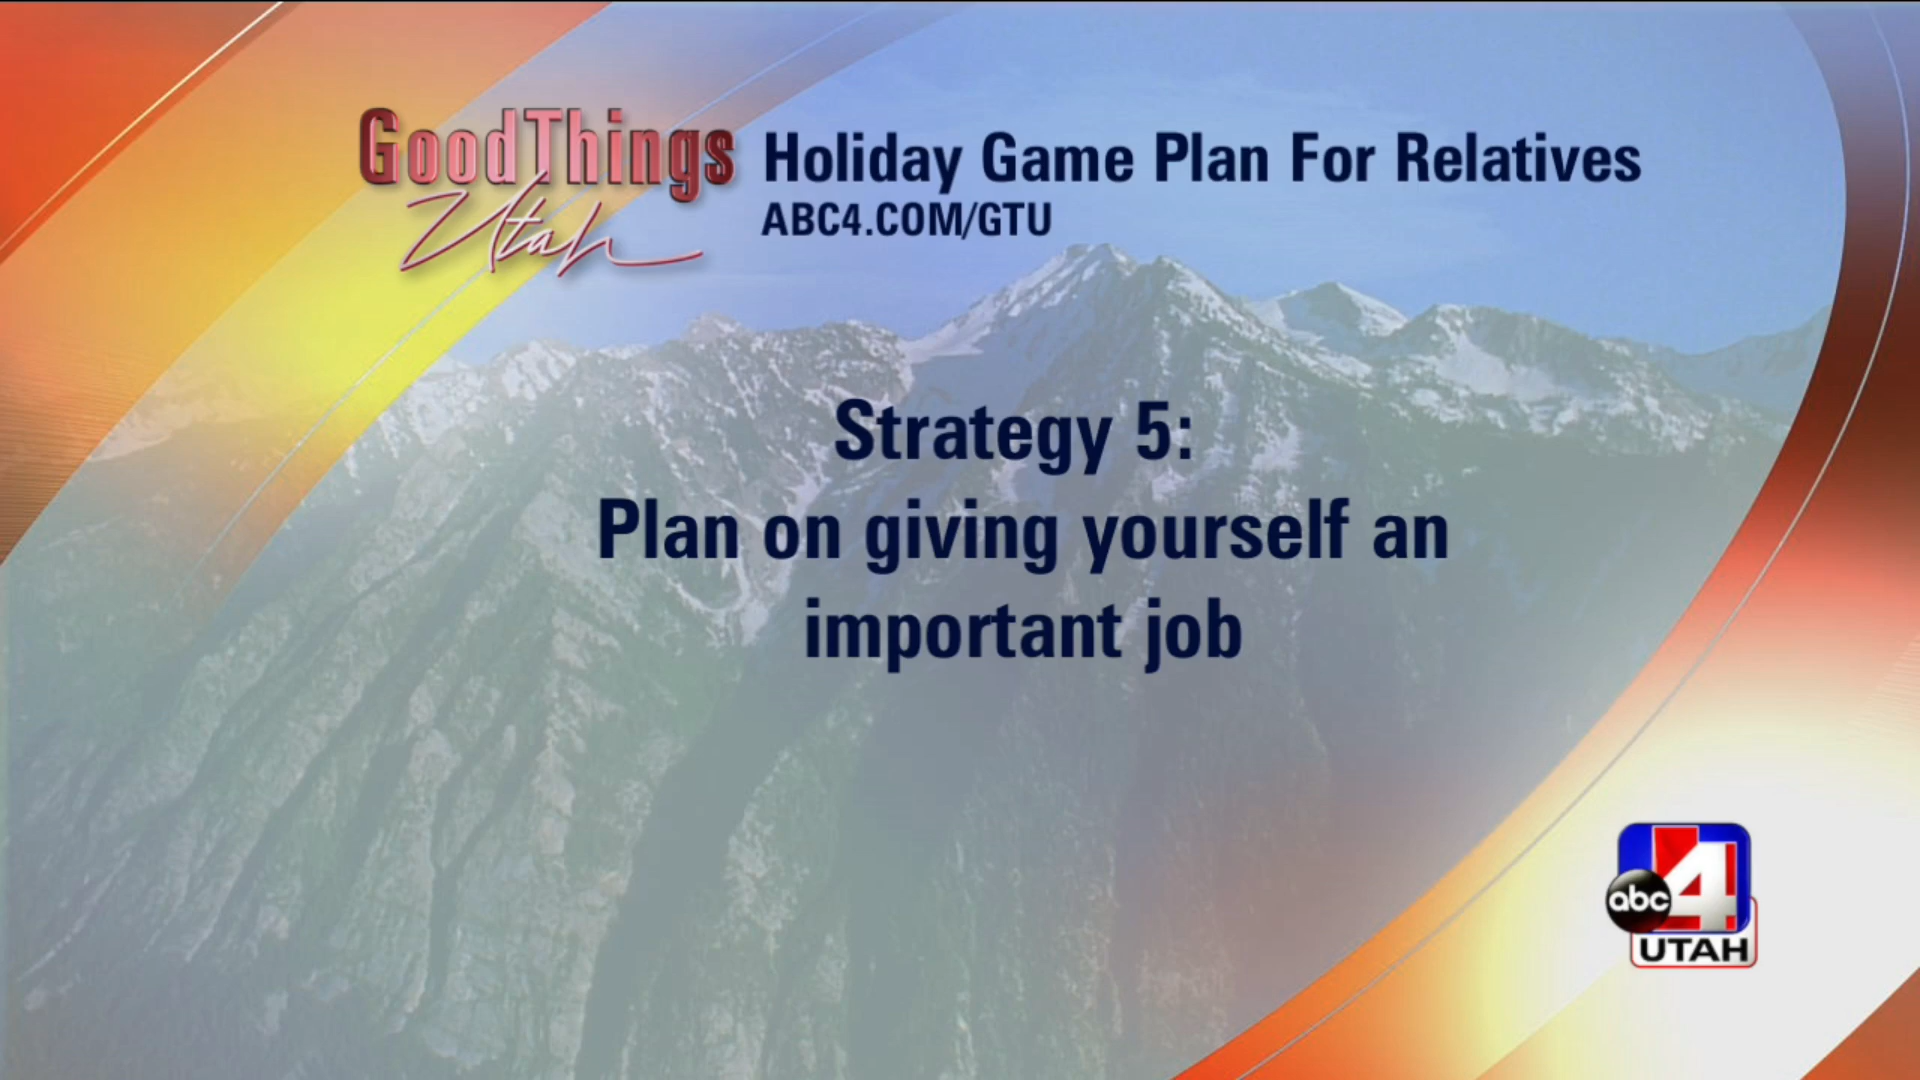 GoodThings
Utah
Holiday Game Plan For Relatives
ABC4.COM/GTU
Strategy 5:
Plan on giving yourself an
important job
abc
4
UTAH